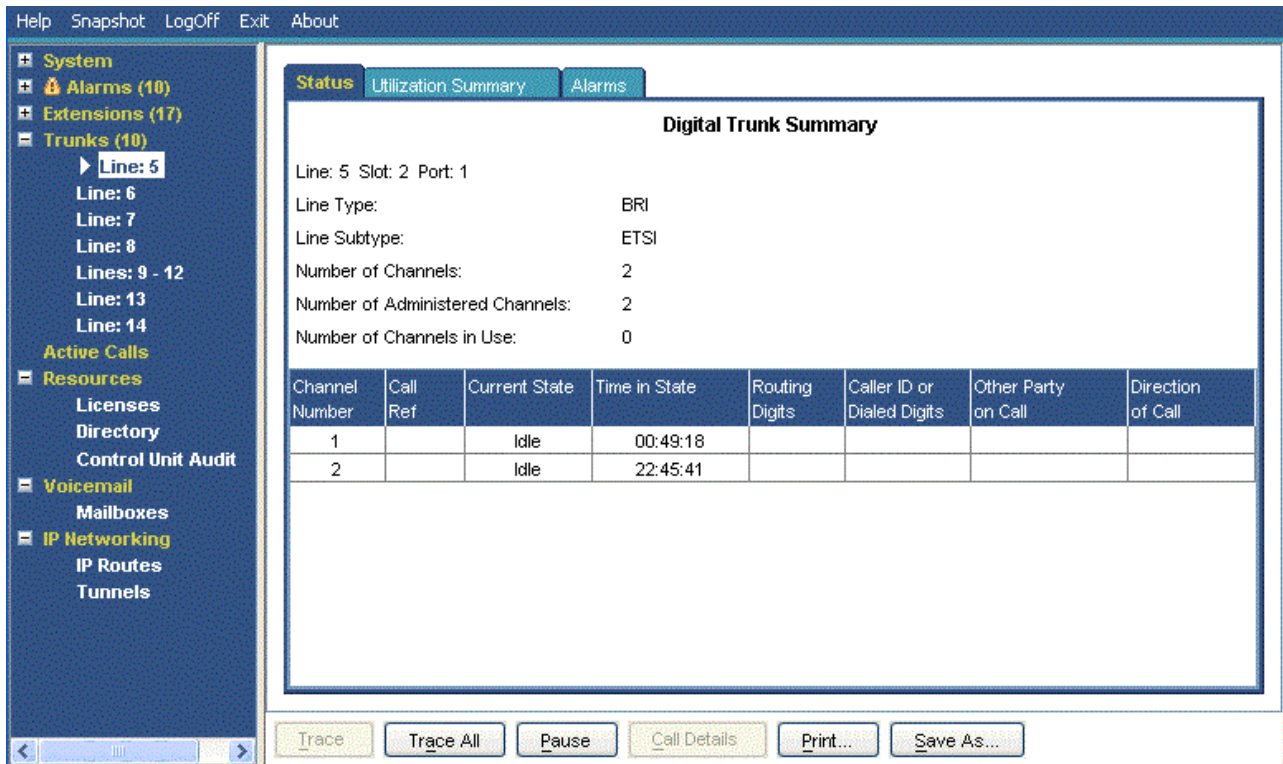 Help Snapshot LogOff Exit About
System
Alarms (10)
Extensions (17)
Trunks (10)
Line: 5
Line: 6
Line: 7
Line: 8
Lines: 9 - 12
Line: 13
Line: 14
Active Calls
Resources
Licenses
Directory
Control Unit Audit
Voicemail
Mailboxes
IP Networking
IP Routes
Tunnels
Status Utilization Summary Alarms
Digital Trunk Summary
Line: 5 Slot: 2 Port: 1
Line Type: BRI
Line Subtype: ETSI
Number of Channels: 2
Number of Administered Channels: 2
Number of Channels in Use: 0
Channel Number Call Ref Current State Time in State Routing Digits Caller ID or Dialed Digits Other Party on Call Direction of Call
1 Idle 00:49:18
2 Idle 22:45:41
Trace Trace All Pause Call Details Print... Save As...